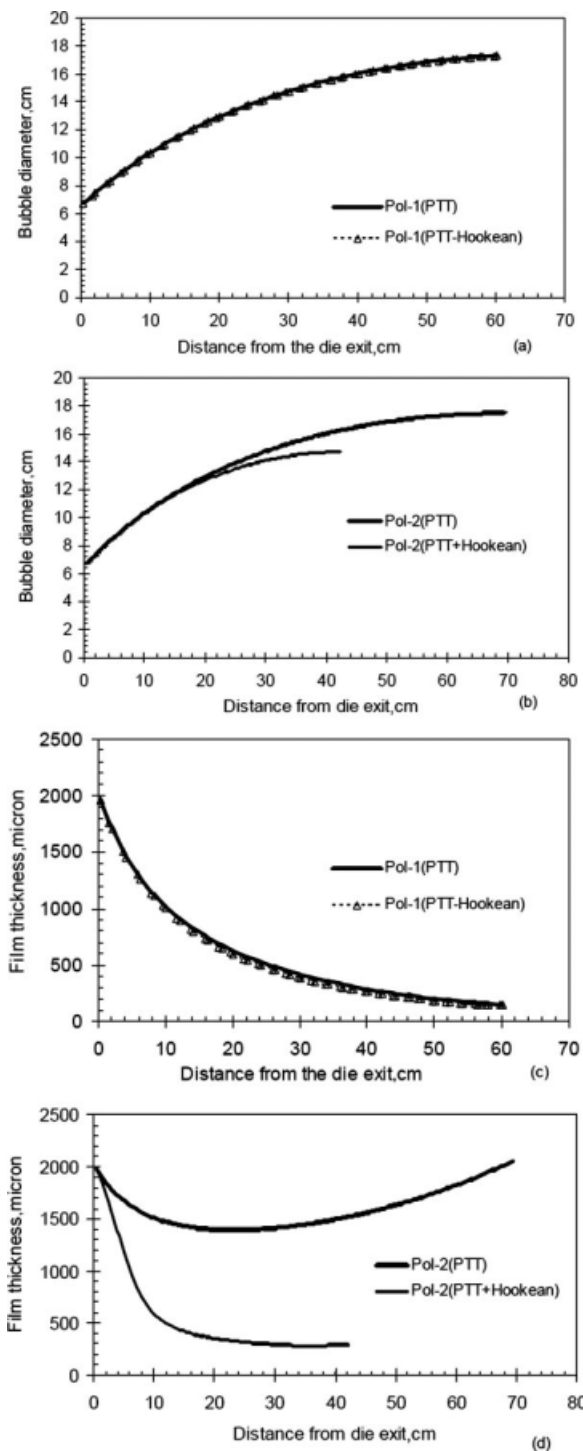 20
18
16
14
12
10
8
6
4
2
0
Bubble diameter,cm
Pol-1(PTT)
Pol-1(PTT-Hookean)
0 10 20 30 40 50 60 70
Distance from the die exit,cm
(a)
20
18
16
14
12
10
8
6
4
2
0
Bubble diameter,cm
Pol-2(PTT)
Pol-2(PTT+Hookean)
0 20 40 60 80
Distance from die exit,cm
(b)
2500
2000
1500
1000
500
0
Film thickness,micron
Pol-1(PTT)
Pol-1(PTT-Hookean)
0 10 20 30 40 50 60 70
Distance from the die exit,cm
(c)
2500
2000
1500
1000
500
0
Film thickness,micron
Pol-2(PTT)
Pol-2(PTT+Hookean)
0 10 20 30 40 50 60 70 80
Distance from die exit,cm
(d)